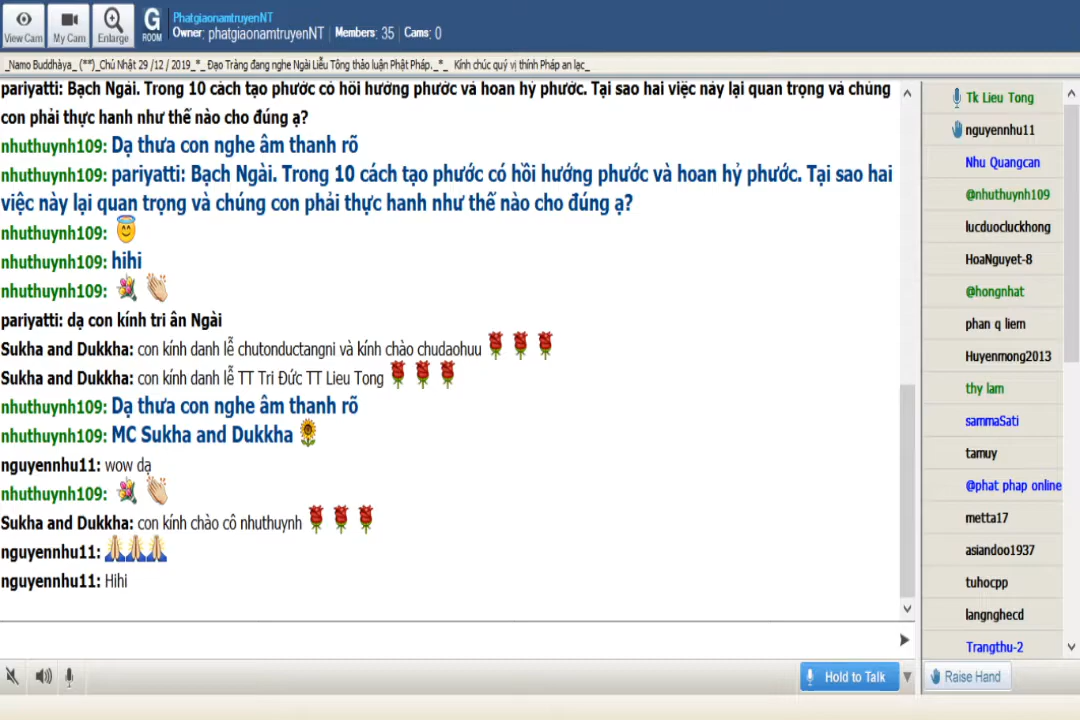 PhatgiaonamtruyenNT
Owner: phatgiaonamtruyenNT Members: 35 Cams: 0
View Cam My Cam Enlarge G ROOM
_Namo Buddhàya_ (**)_Chủ Nhật 29 /12 / 2019_*_ Đạo Tràng đang nghe Ngài Liễu Tông thảo luận Phật Pháp._*_ Kính chúc quý vị thính Pháp an lạc_
pariyatti: Bạch Ngài. Trong 10 cách tạo phước có hồi hướng phước và hoan hỷ phước. Tại sao hai việc này lại quan trọng và chúng
con phải thực hanh như thế nào cho đúng ạ?
nhuthuynh109: Dạ thưa con nghe âm thanh rõ
nhuthuynh109: pariyatti: Bạch Ngài. Trong 10 cách tạo phước có hồi hướng phước và hoan hỷ phước. Tại sao hai
việc này lại quan trọng và chúng con phải thực hanh như thế nào cho đúng ạ?
nhuthuynh109:
nhuthuynh109: hihi
nhuthuynh109:
pariyatti: dạ con kính tri ân Ngài
Sukha and Dukkha: con kính danh lễ chutonductangni và kính chào chudaohuu
Sukha and Dukkha: con kính danh lễ TT Tri Đức TT Lieu Tong
nhuthuynh109: Dạ thưa con nghe âm thanh rõ
nhuthuynh109: MC Sukha and Dukkha
nguyennhu11: wow dạ
nhuthuynh109:
Sukha and Dukkha: con kính chào cô nhuthuynh
nguyennhu11:
nguyennhu11: Hihi
Tk Lieu Tong
nguyennhu11
Nhu Quangcan
@nhuthuynh109
lucduocluckhong
HoaNguyet-8
@hongnhat
phan q liem
Huyenmong2013
thy lam
sammaSati
tamuy
@phat phap online
metta17
asiandoo1937
tuhocpp
langnghecd
Trangthu-2
Hold to Talk
Raise Hand